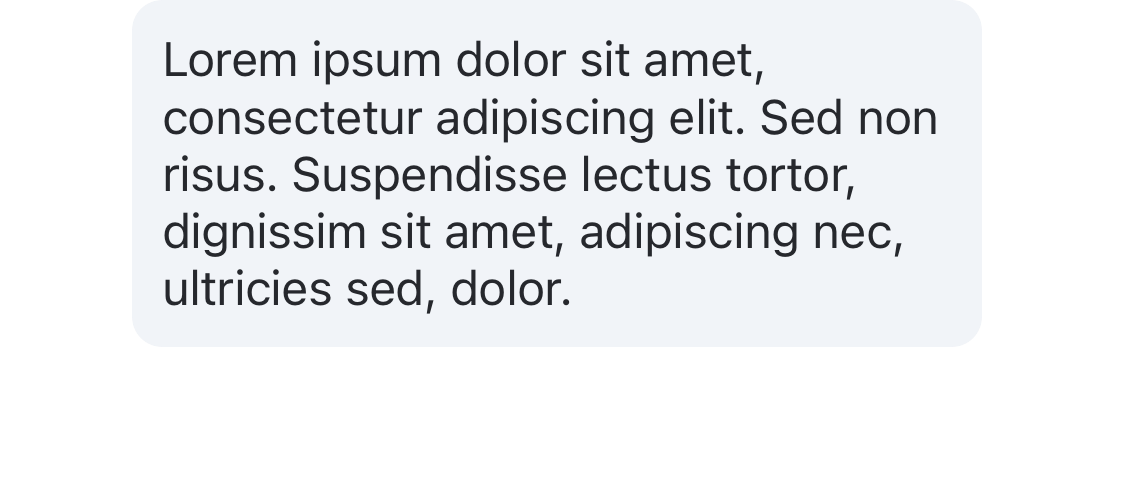 Lorem ipsum dolor sit amet,
consectetur adipiscing elit. Sed non
risus. Suspendisse lectus tortor,
dignissim sit amet, adipiscing nec,
ultricies sed, dolor.